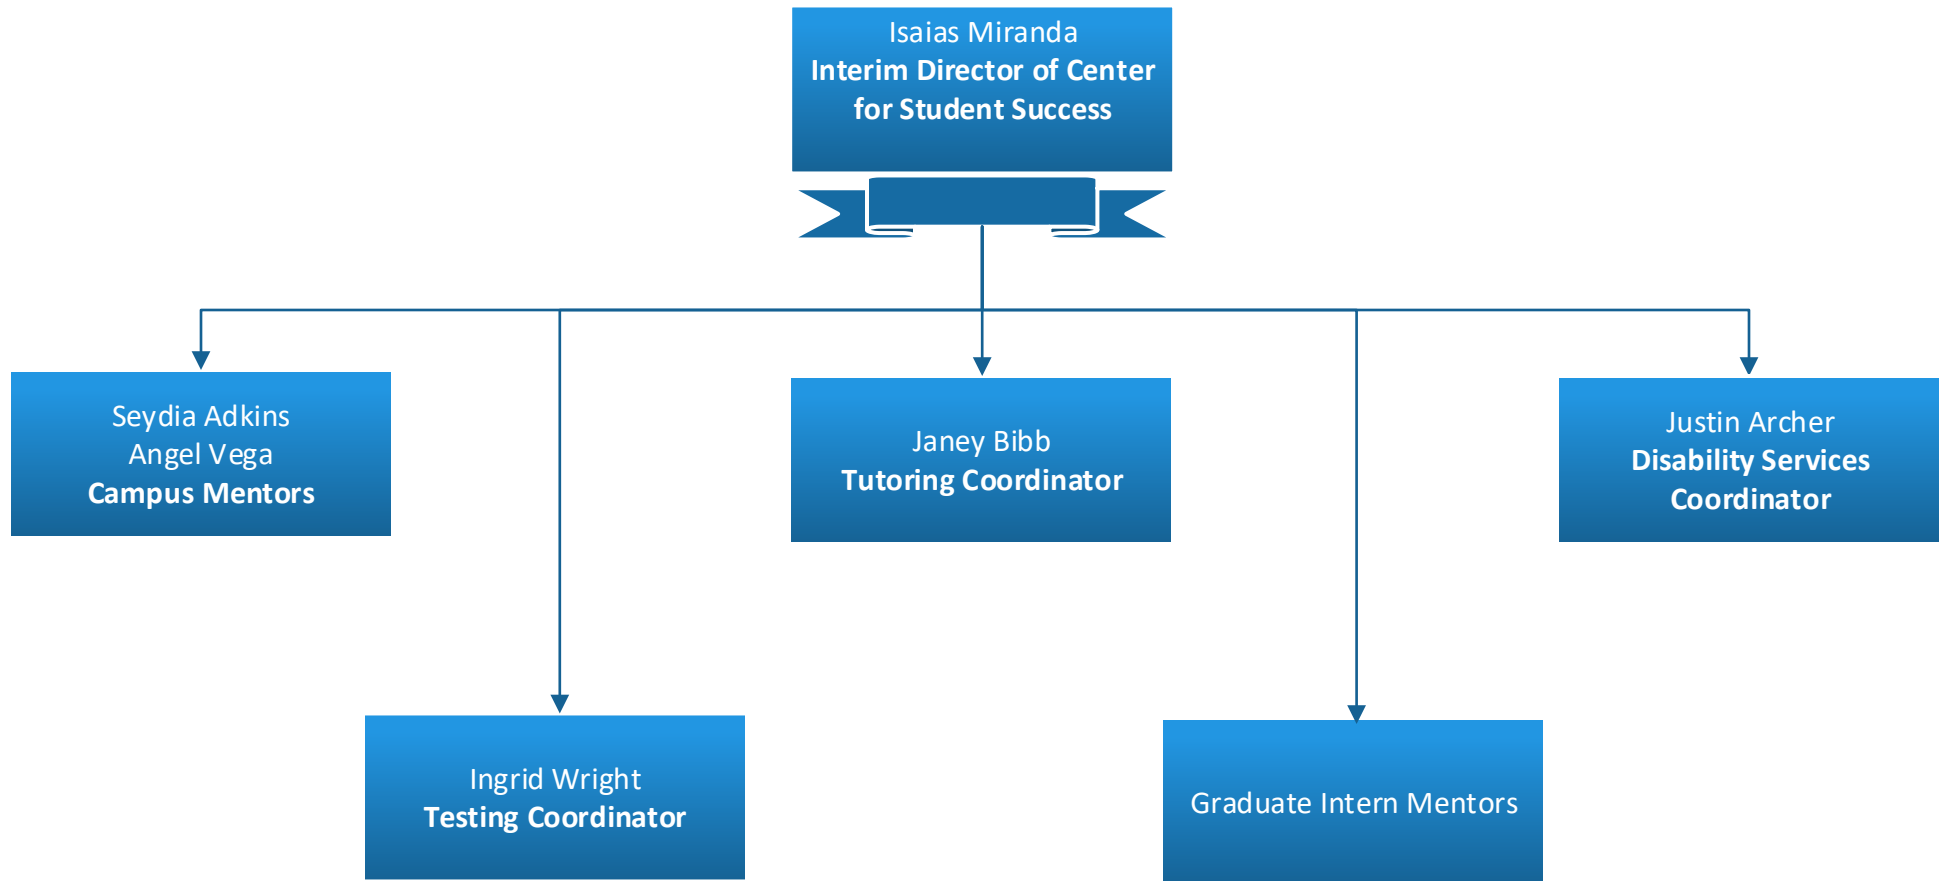 Isaias Miranda
Interim Director of Center
for Student Success
Seydia Adkins
Angel Vega
Campus Mentors
Janey Bibb
Tutoring Coordinator
Justin Archer
Disability Services
Coordinator
Ingrid Wright
Testing Coordinator
Graduate Intern Mentors